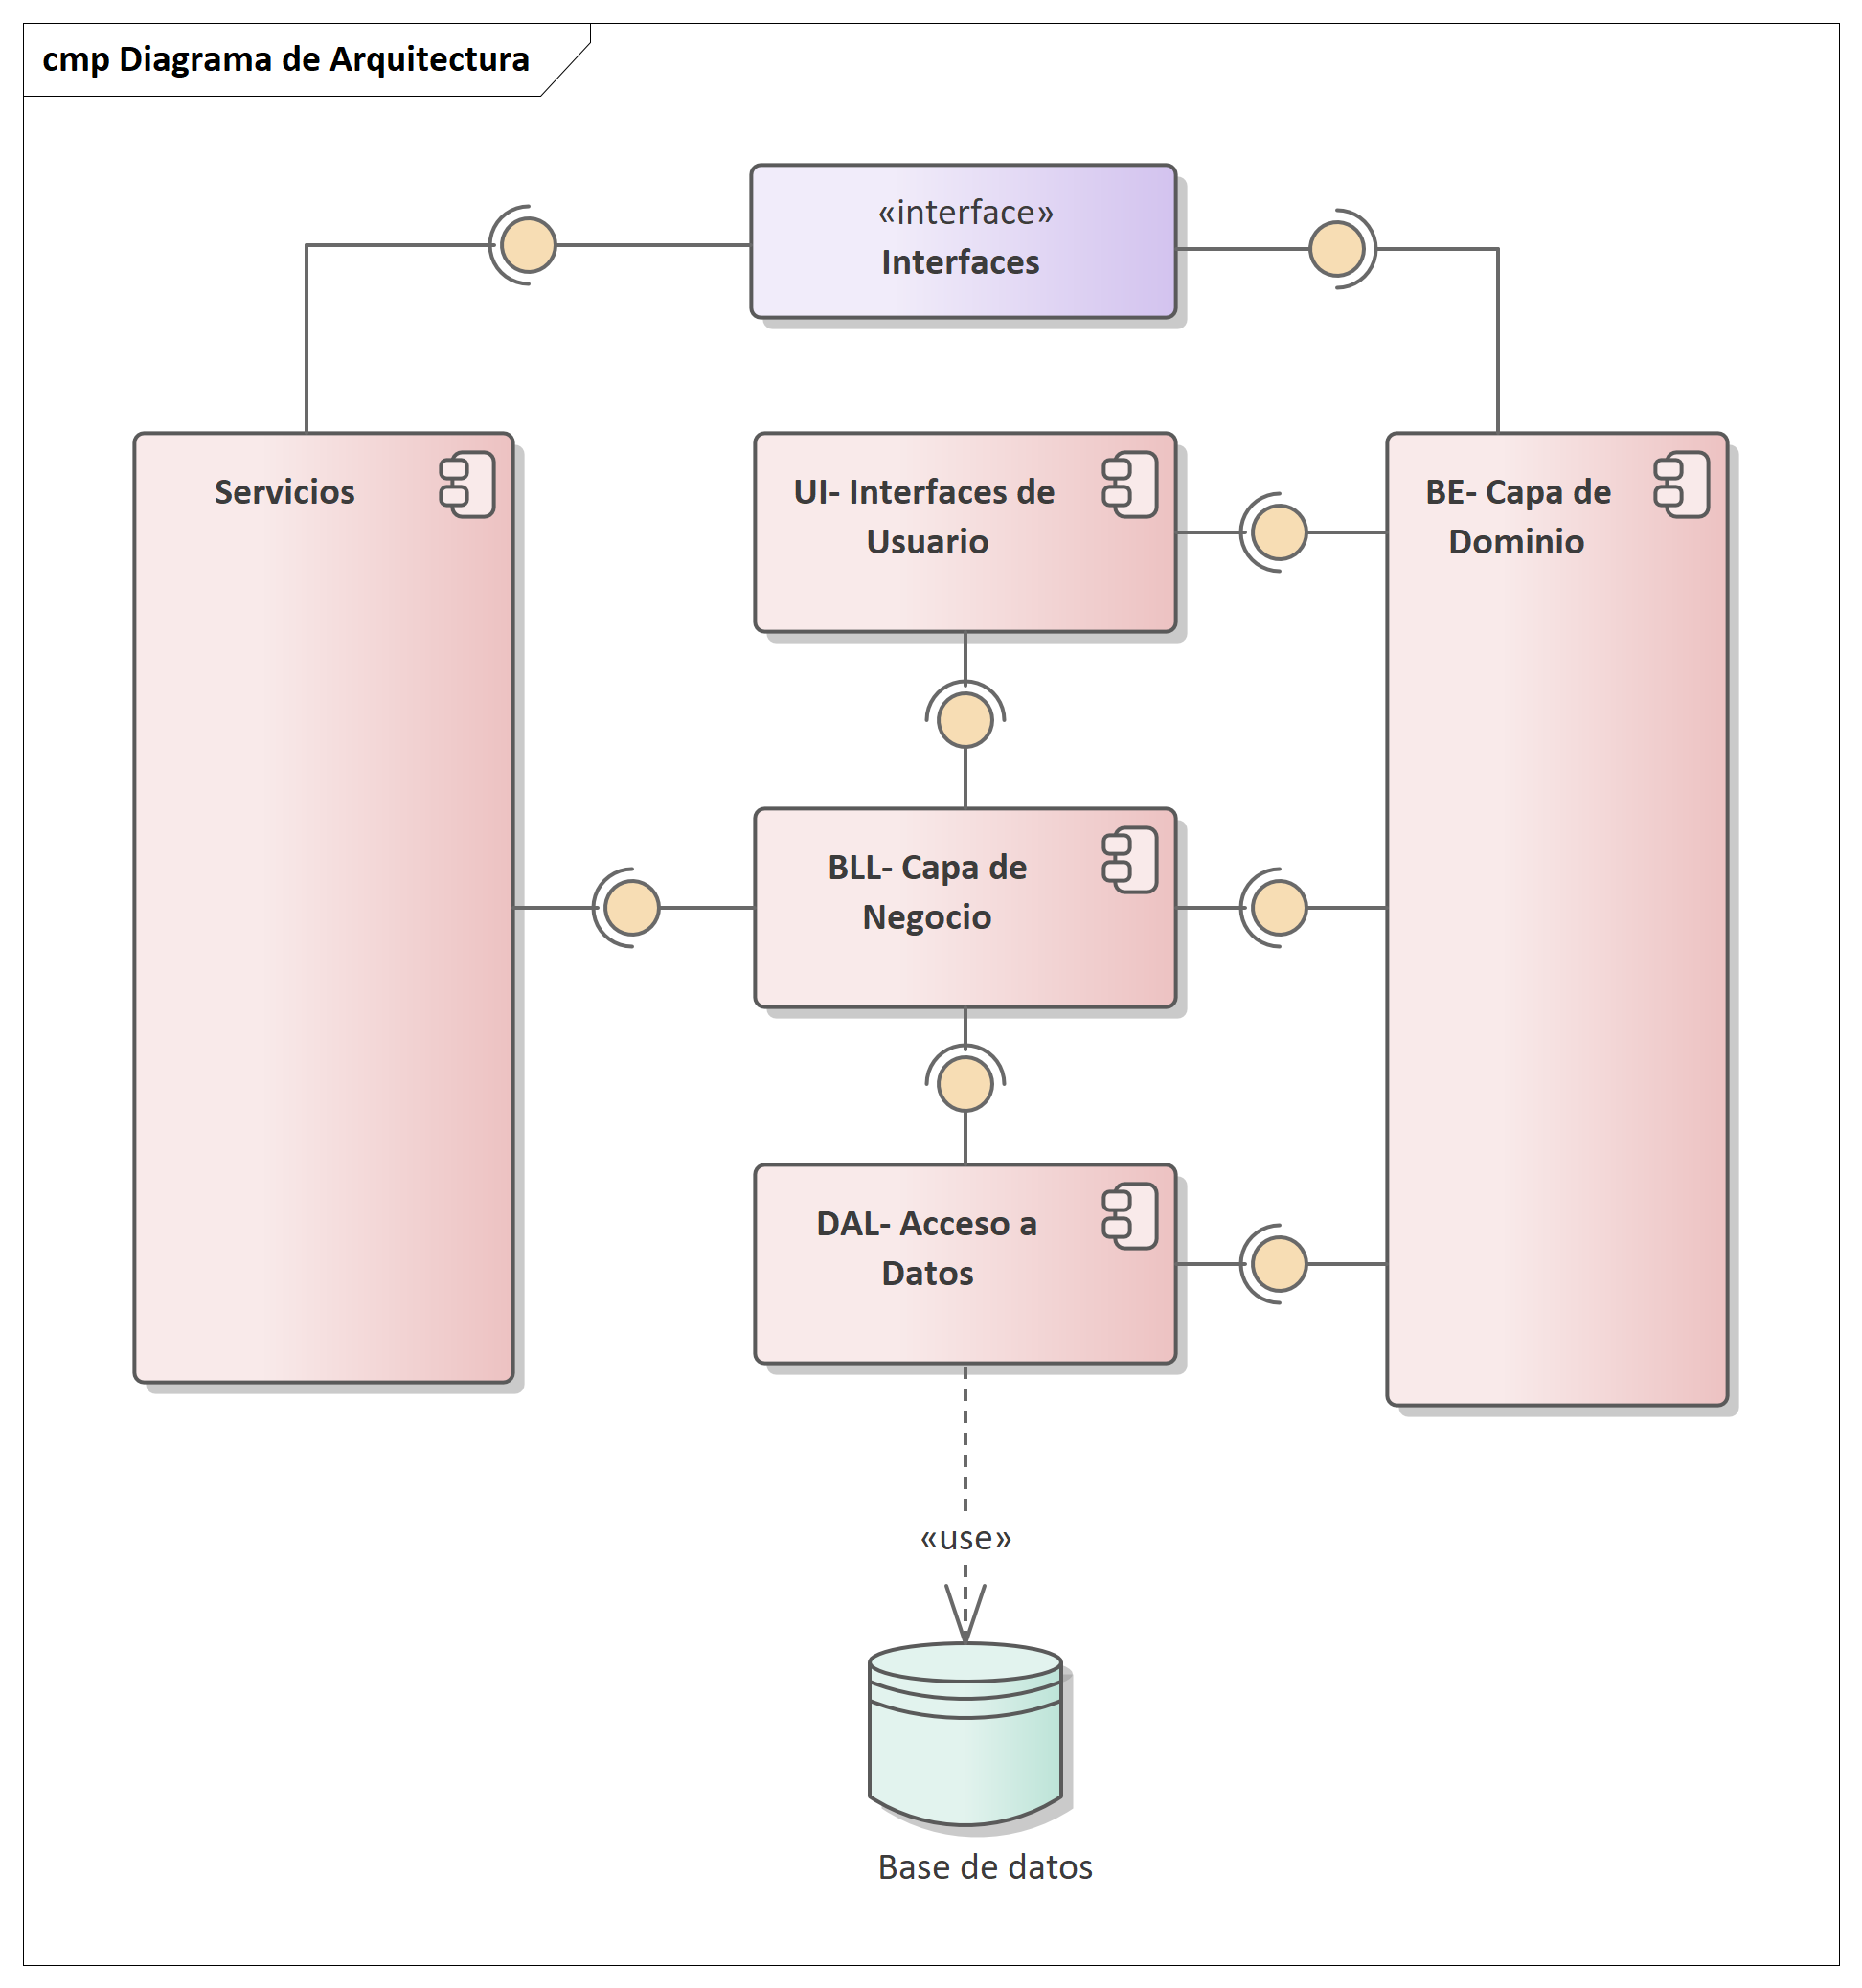 cmp Diagrama de Arquitectura
«interface»
Interfaces
Servicios
UI- Interfaces de
Usuario
BE- Capa de
Dominio
BLL- Capa de
Negocio
DAL- Acceso a
Datos
«use»
Base de datos